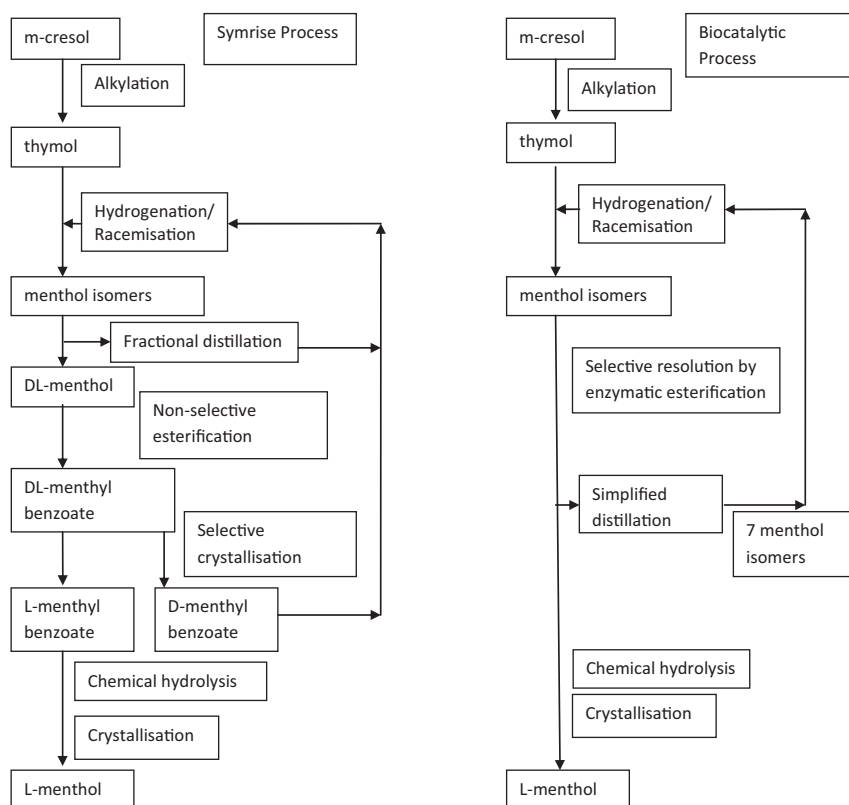 m-cresol
Symrise Process
Alkylation
thymol
Hydrogenation/
Racemisation
menthol isomers
Fractional distillation
DL-menthol
Non-selective
esterification
DL-menthyl
benzoate
Selective
crystallisation
L-menthyl
benzoate
D-menthyl
benzoate
Chemical hydrolysis
Crystallisation
L-menthol
m-cresol
Biocatalytic
Process
Alkylation
thymol
Hydrogenation/
Racemisation
menthol isomers
Selective resolution by
enzymatic esterification
Simplified
distillation
7 menthol
isomers
Chemical hydrolysis
Crystallisation
L-menthol